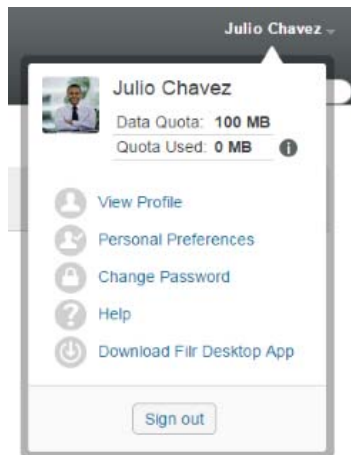 Julio Chavez
Julio Chavez
Data Quota: 100 MB
Quota Used: 0 MB
View Profile
Personal Preferences
Change Password
Help
Download Filr Desktop App
Sign out